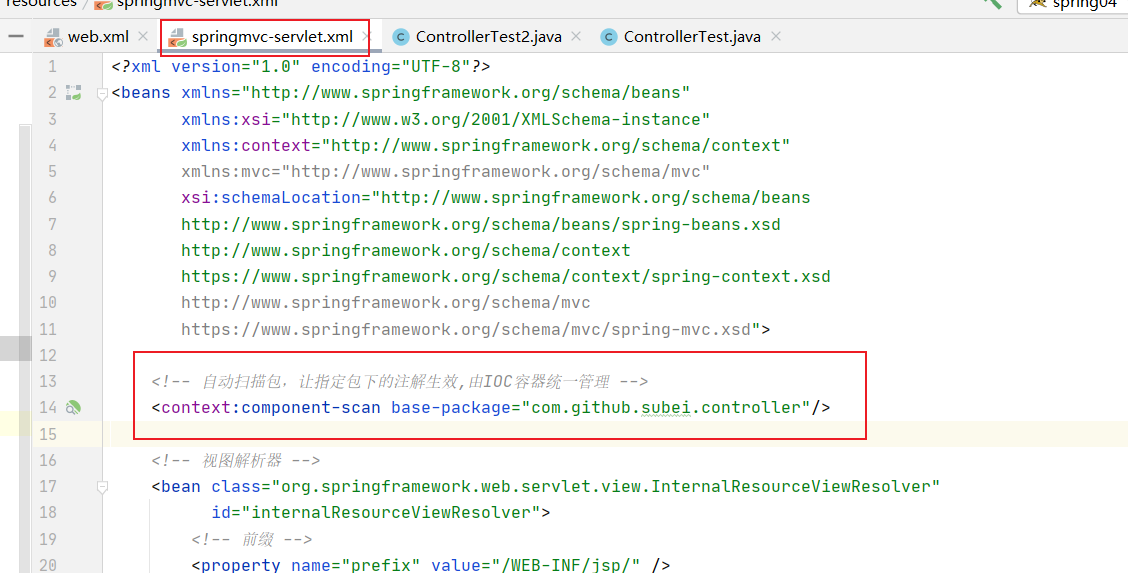 resources / springmvc-servlet.xml
spring04
web.xml springmvc-servlet.xml ControllerTest2.java ControllerTest.java
1 <?xml version="1.0" encoding="UTF-8"?>
2 <beans xmlns="http://www.springframework.org/schema/beans"
3 xmlns:xsi="http://www.w3.org/2001/XMLSchema-instance"
4 xmlns:context="http://www.springframework.org/schema/context"
5 xmlns:mvc="http://www.springframework.org/schema/mvc"
6 xsi:schemaLocation="http://www.springframework.org/schema/beans
7 http://www.springframework.org/schema/beans/spring-beans.xsd
8 http://www.springframework.org/schema/context
9 https://www.springframework.org/schema/context/spring-context.xsd
10 http://www.springframework.org/schema/mvc
11 https://www.springframework.org/schema/mvc/spring-mvc.xsd">
12
13 <!-- 自动扫描包，让指定包下的注解生效,由IOC容器统一管理 -->
14 <context:component-scan base-package="com.github.subei.controller"/>
15
16 <!-- 视图解析器 -->
17 <bean class="org.springframework.web.servlet.view.InternalResourceViewResolver"
18 id="internalResourceViewResolver">
19 <!-- 前缀 -->
20 <property name="prefix" value="/WEB-INF/jsp/" />